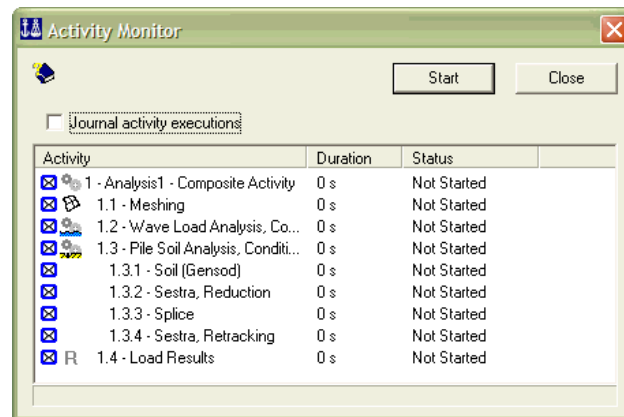 Activity Monitor
Start Close
Journal activity executions
Activity Duration Status
1 - Analysis1 - Composite Activity 0 s Not Started
1.1 - Meshing 0 s Not Started
1.2 - Wave Load Analysis, Co... 0 s Not Started
1.3 - Pile Soil Analysis, Conditi... 0 s Not Started
1.3.1 - Soil (Gensod) 0 s Not Started
1.3.2 - Sestra, Reduction 0 s Not Started
1.3.3 - Splice 0 s Not Started
1.3.4 - Sestra, Retracking 0 s Not Started
R 1.4 - Load Results 0 s Not Started